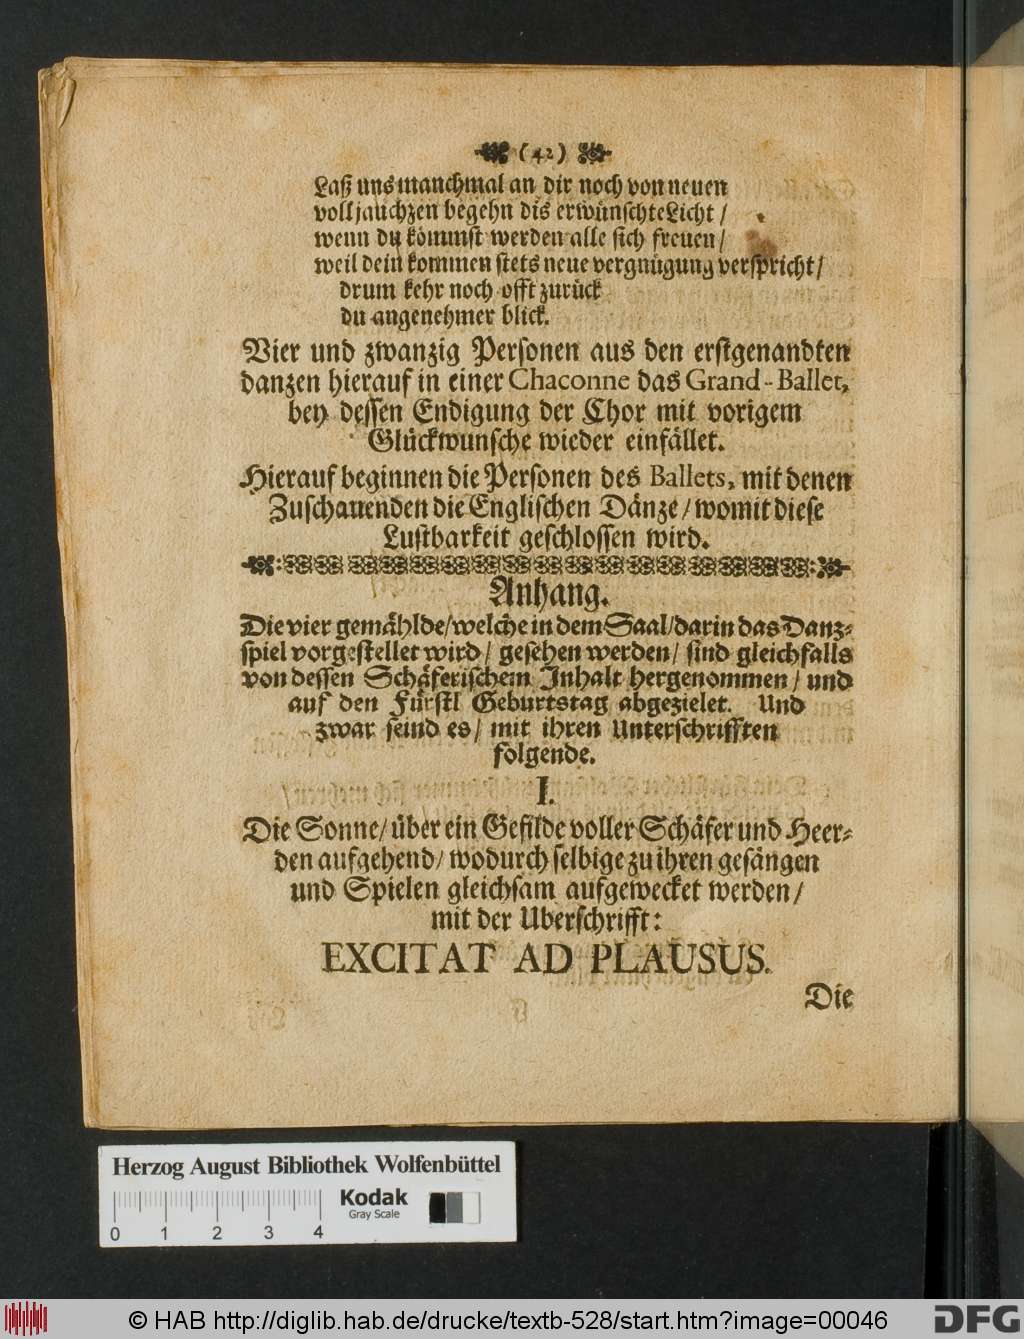 (42)
Laß uns manchmal an dir noch von neuen
voll jauchzen begehn dis erwünschte Licht /
wenn du kömmst werden alle sich freuen /
weil dein kommen stets neue vergnügung verspricht /
drum kehr noch offt zurück
du angenehmer blick.
Vier und zwanzig Personen aus den erstgenandten
danzen hierauf in einer Chaconne das Grand-Ballet,
bey dessen Endigung der Chor mit vorigem
Glückwunsche wieder einfället.
Hierauf beginnen die Personen des Ballets, mit denen
Zuschauenden die Englischen Dänze / womit diese
Lustbarkeit geschlossen wird.
Anhang.
Die vier gemählde / welche in dem Saal / darin das Danz-
spiel vorgestellet wird / gesehen werden / sind gleichfalls
von dessen Schäferischem Inhalt hergenommen / und
auf den Fürstl Geburtstag abgezielet. Und
zwar seind es / mit ihren Unterschrifften
folgende.
I.
Die Sonne / über ein Gefilde voller Schäfer und Heer-
den aufgehend / wodurch selbige zu ihren gesängen
und Spielen gleichsam aufgewecket werden /
mit der Uberschrifft:
EXCITAT AD PLAUSUS.
Die
Herzog August Bibliothek Wolfenbüttel
Kodak
Gray Scale
0 1 2 3 4
© HAB http://diglib.hab.de/drucke/textb-528/start.htm?image=00046
DFG